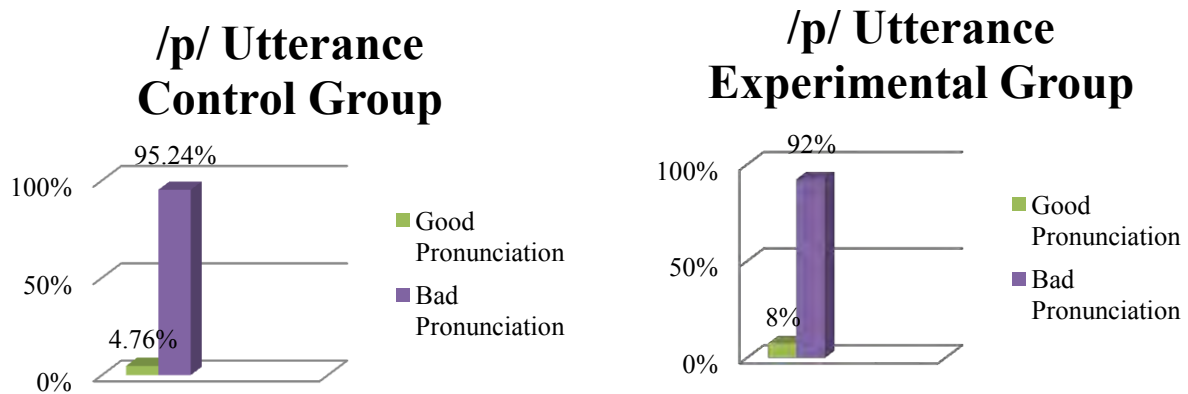 /p/ Utterance
Control Group
95.24%
100%
50%
4.76%
0%
Good
Pronunciation
Bad
Pronunciation
/p/ Utterance
Experimental Group
92%
100%
50%
8%
0%
Good
Pronunciation
Bad
Pronunciation